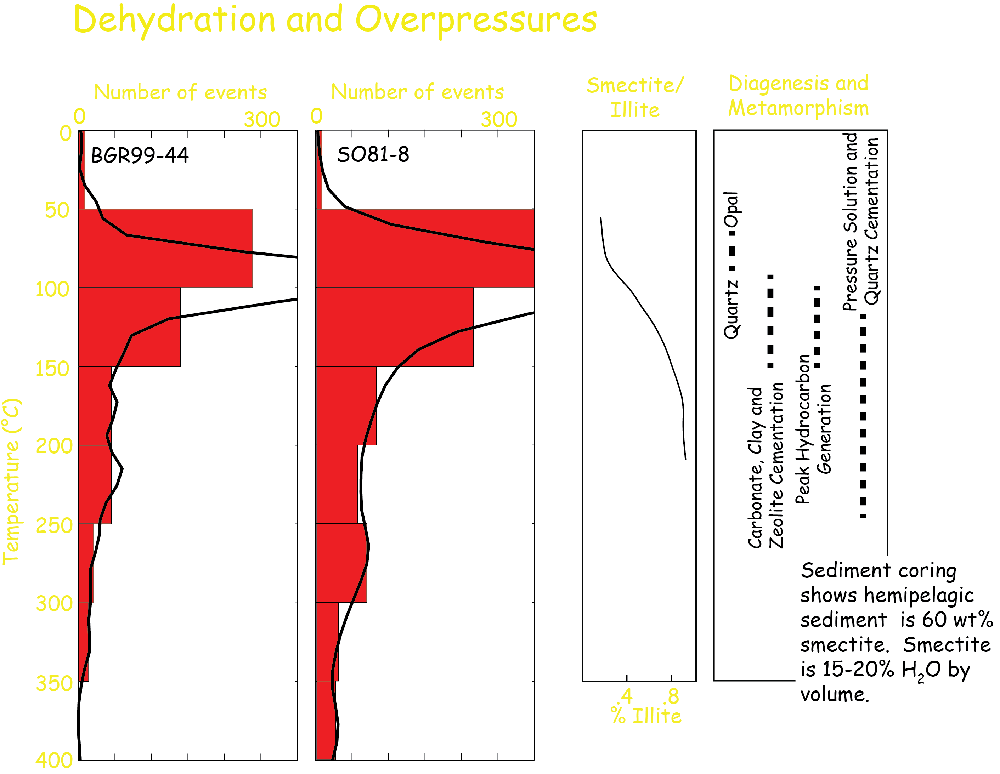 Dehydration and Overpressures
Number of events
0 300
Number of events
0 300
Smectite/
Illite
Diagenesis and
Metamorphism
Temperature (°C)
0
50
100
150
200
250
300
350
400
BGR99-44
SO81-8
.4 .8
% Illite
Quartz Opal
Carbonate, Clay and
Zeolite Cementation
Peak Hydrocarbon
Generation
Pressure Solution and
Quartz Cementation
Sediment coring
shows hemipelagic
sediment is 60 wt%
smectite. Smectite
is 15-20% H₂O by
volume.